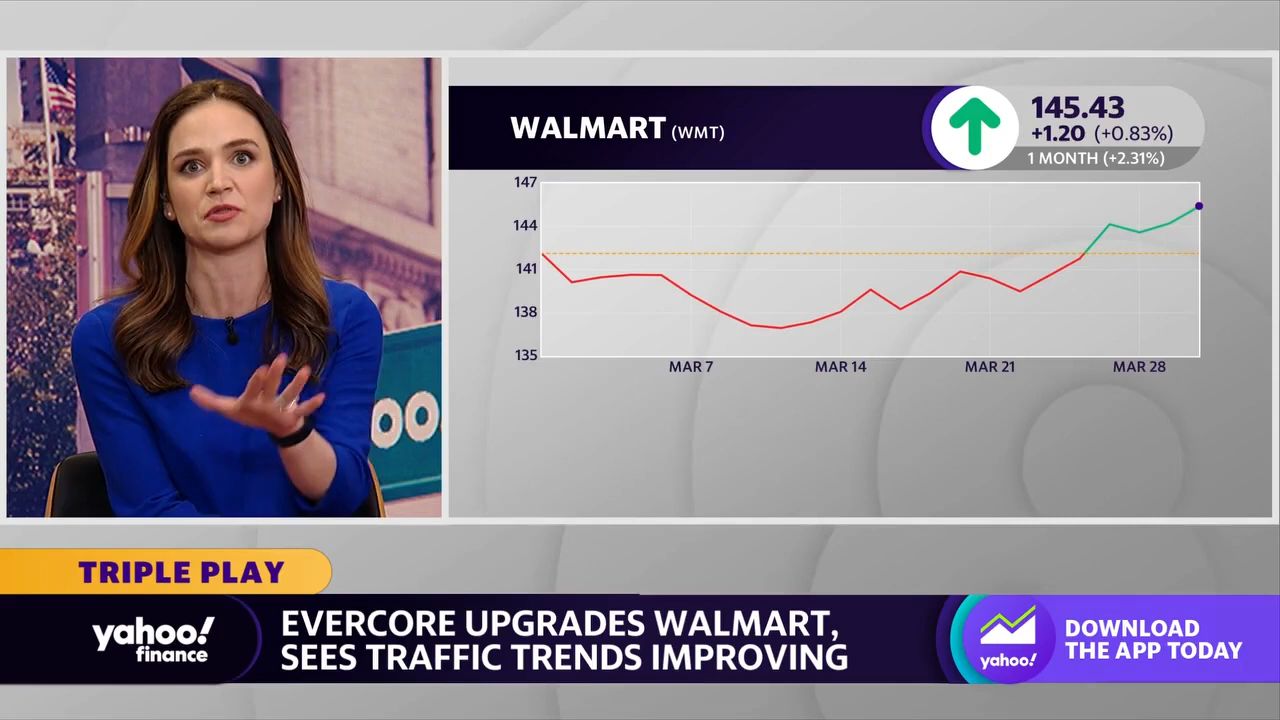 WALMART (WMT)
145.43
+1.20 (+0.83%)
1 MONTH (+2.31%)
147
144
141
138
135
MAR 7
MAR 14
MAR 21
MAR 28
OO
TRIPLE PLAY
yahoo!
finance
EVERCORE UPGRADES WALMART,
SEES TRAFFIC TRENDS IMPROVING
yahoo!
DOWNLOAD
THE APP TODAY